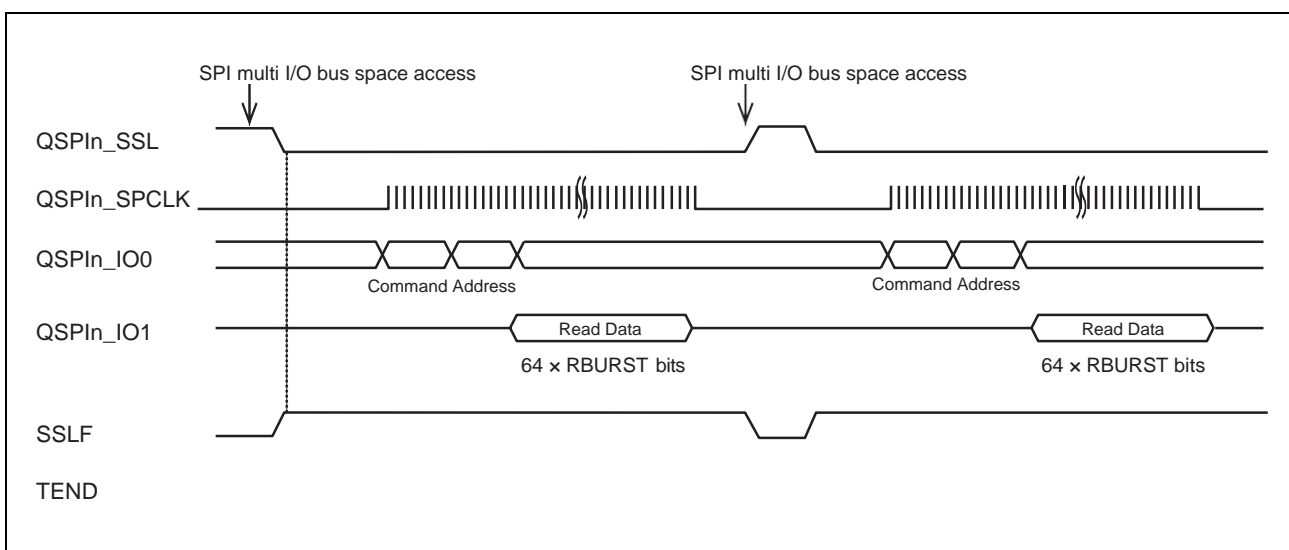 SPI multi I/O bus space access SPI multi I/O bus space access
QSPIn_SSL
QSPIn_SPCLK
QSPIn_IO0
Command Address Command Address
QSPIn_IO1 Read Data Read Data
64 × RBURST bits 64 × RBURST bits
SSLF
TEND